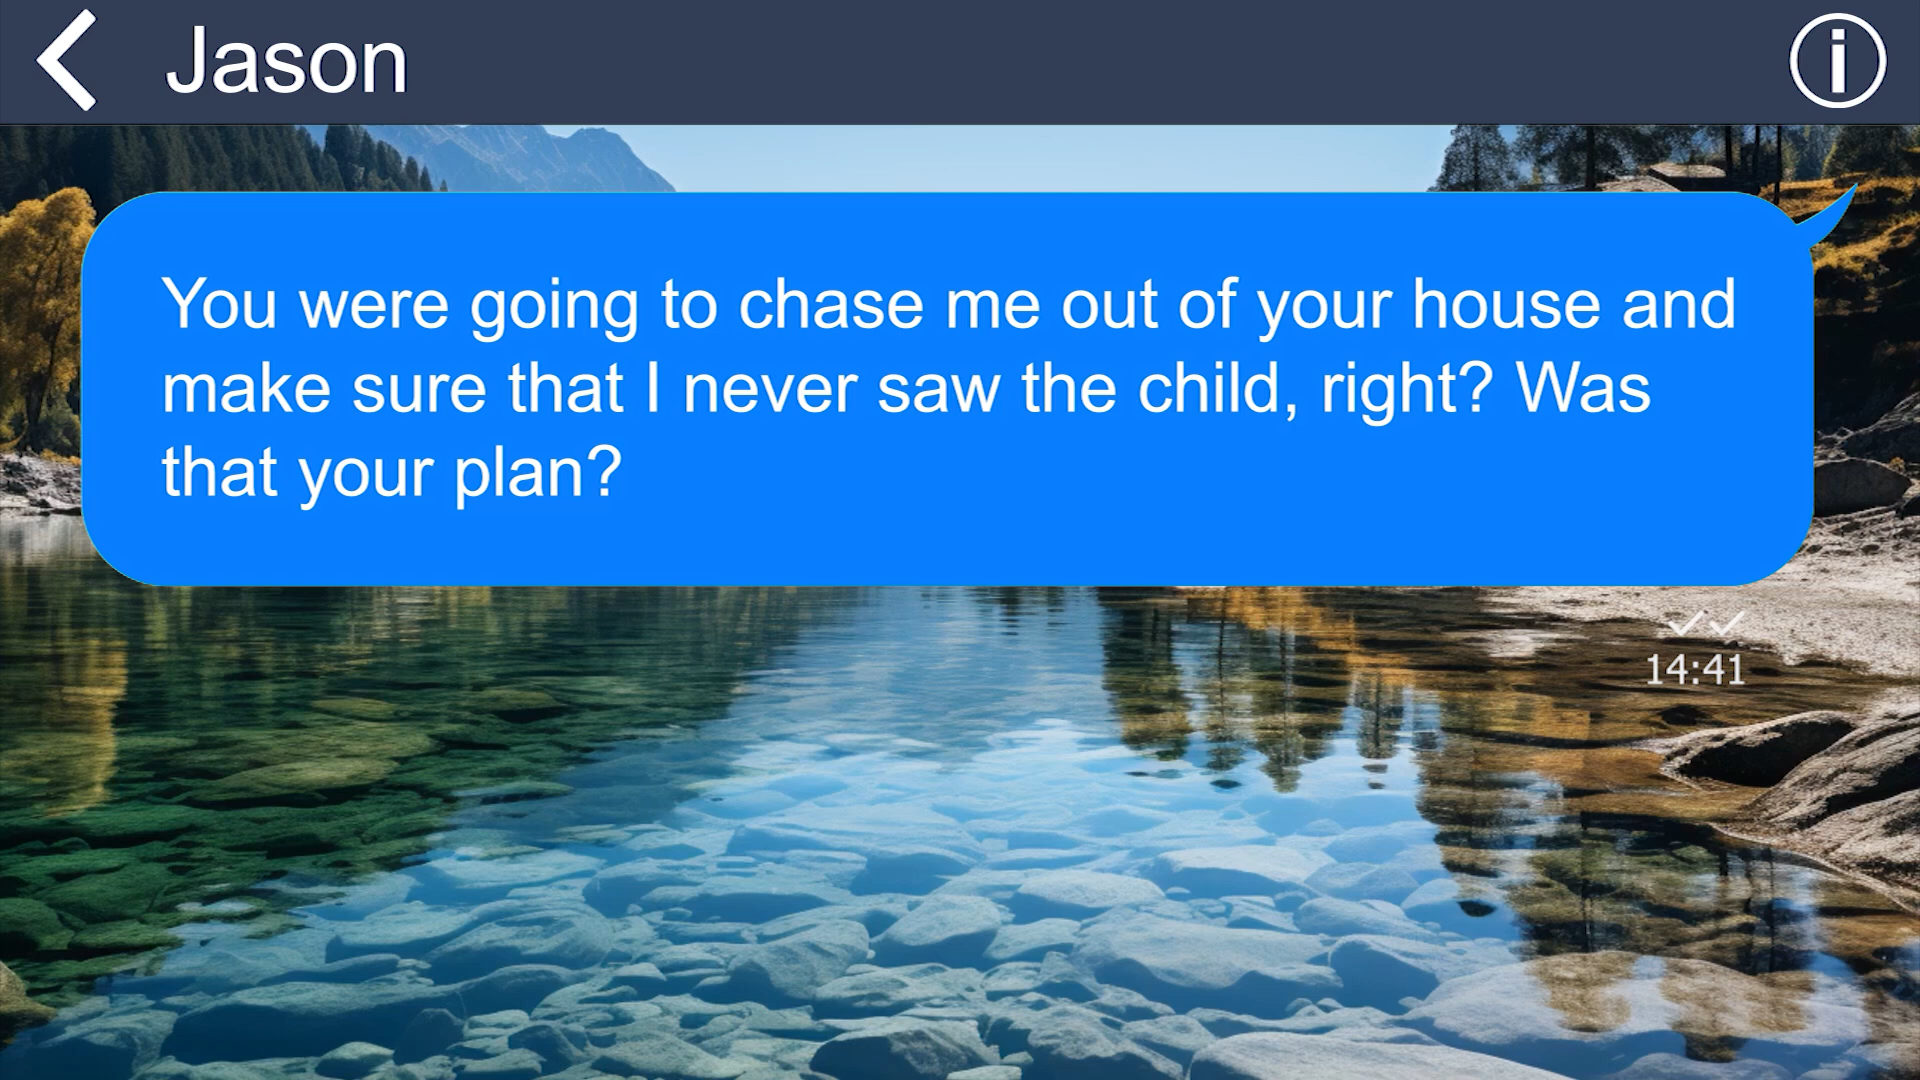 Jason
You were going to chase me out of your house and
make sure that I never saw the child, right? Was
that your plan?
14:41